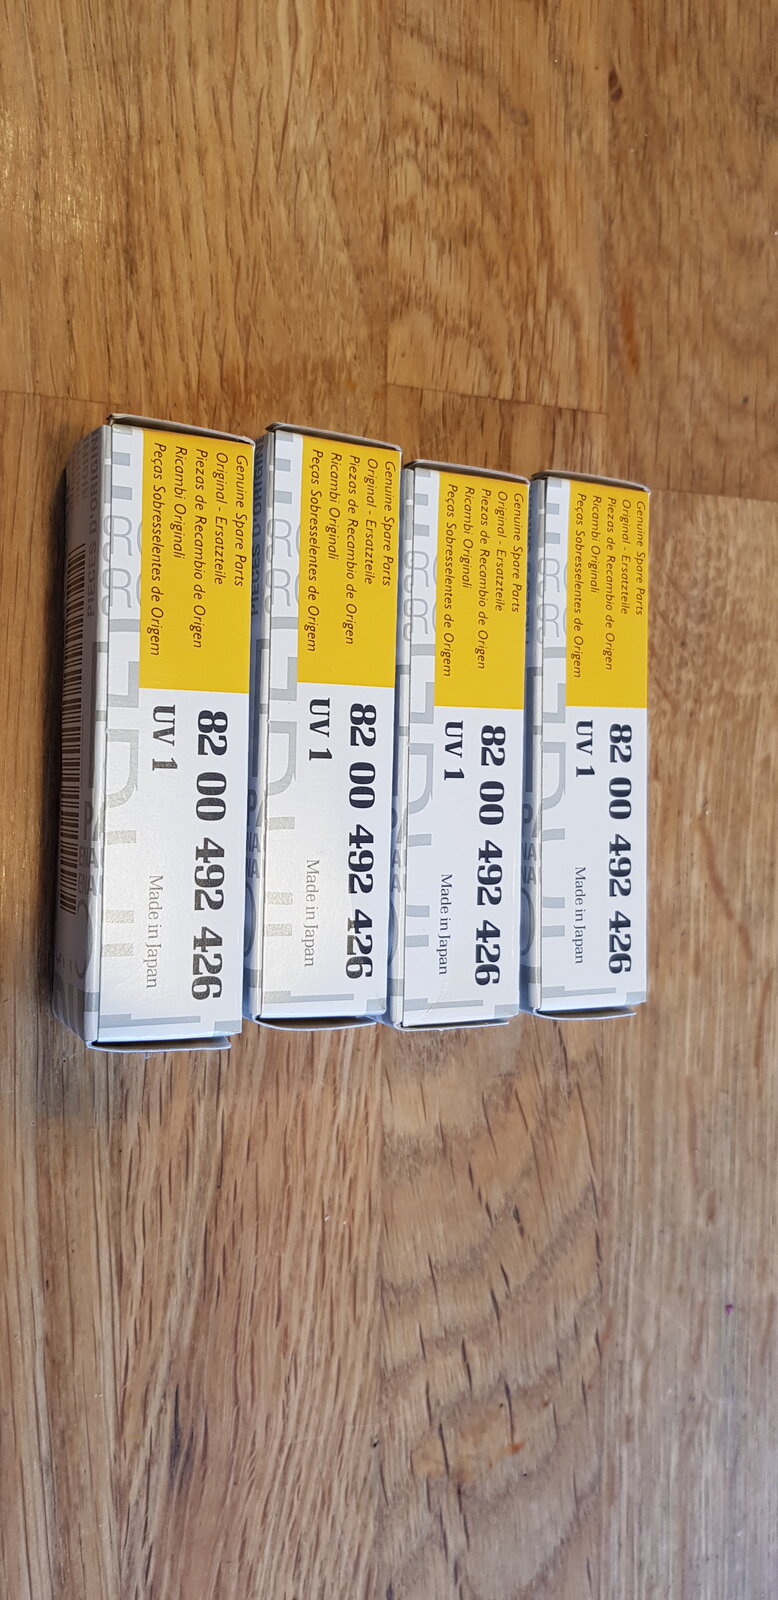 Genuine Spare Parts
Original - Ersatzteile
Piezas de Recambio de Origen
Ricambi Originali
Peças Sobresselentes de Origem
82 00 492 426
UV 1
Made in Japan
Genuine Spare Parts
Original - Ersatzteile
Piezas de Recambio de Origen
Ricambi Originali
Peças Sobresselentes de Origem
82 00 492 426
UV 1
Made in Japan
Genuine Spare Parts
Original - Ersatzteile
Piezas de Recambio de Origen
Ricambi Originali
Peças Sobresselentes de Origem
82 00 492 426
UV 1
Made in Japan
Genuine Spare Parts
Original - Ersatzteile
Piezas de Recambio de Origen
Ricambi Originali
Peças Sobresselentes de Origem
82 00 492 426
UV 1
Made in Japan
PIECES D'ORIGIN